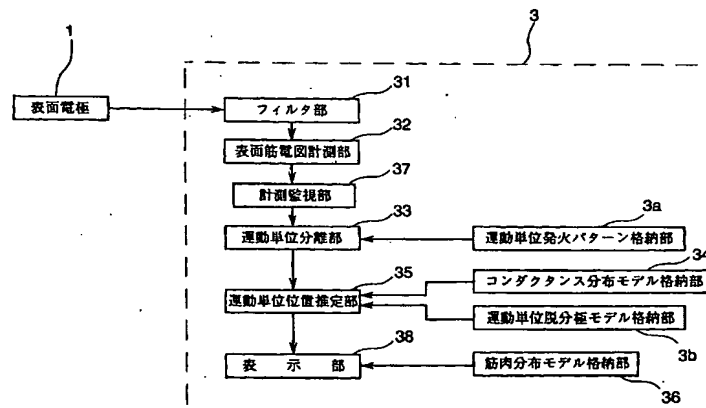 1
3
表面電極
31
フィルタ部
32
表面筋電図計測部
37
計測監視部
33
3a
運動単位分離部
運動単位発火パターン格納部
34
35
コンダクタンス分布モデル格納部
運動単位位置推定部
運動単位脱分極モデル格納部
38
3b
表 示 部
筋肉分布モデル格納部
36